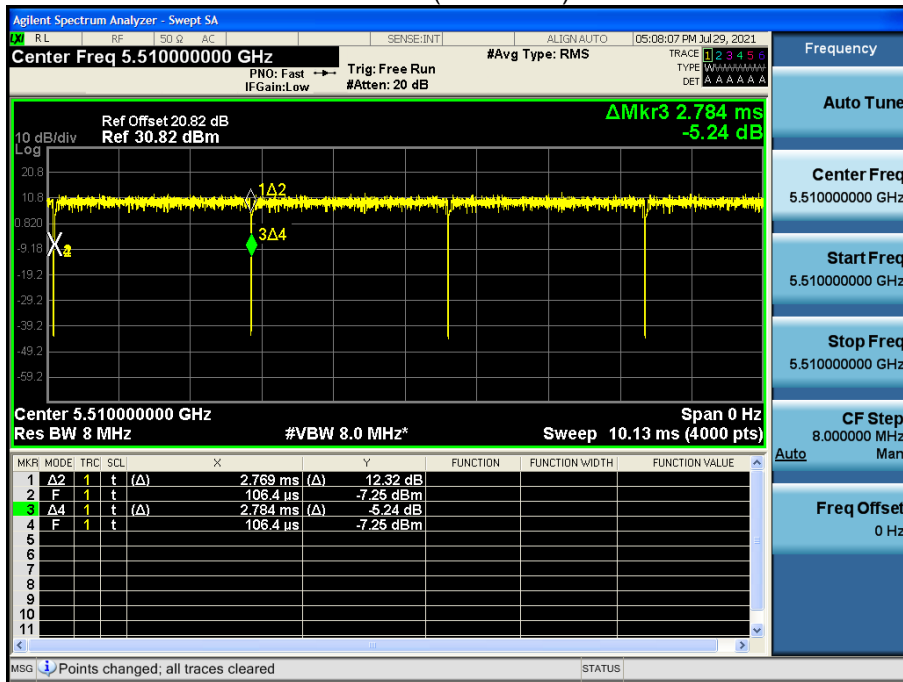 Agilent Spectrum Analyzer - Swept SA
LXI RL RF 50 Ω AC SENSE:INT ALIGN AUTO 05:08:07 PM Jul 29, 2021
Center Freq 5.510000000 GHz #Avg Type: RMS TRACE 1 2 3 4 5 6
PNO: Fast Trig: Free Run TYPE WWWWWW
IFGain:Low #Atten: 20 dB DET A A A A A A
Frequency
Auto Tune
Center Freq
5.510000000 GHz
Start Freq
5.510000000 GHz
Stop Freq
5.510000000 GHz
CF Step
8.000000 MHz
Auto Man
Freq Offset
0 Hz
ΔMkr3 2.784 ms
-5.24 dB
Ref Offset 20.82 dB
10 dB/div Ref 30.82 dBm
Log
20.8
10.8
0.820
-9.18
-19.2
-29.2
-39.2
-49.2
-59.2
1Δ2
3Δ4
Center 5.510000000 GHz Span 0 Hz
Res BW 8 MHz #VBW 8.0 MHz* Sweep 10.13 ms (4000 pts)
MKR MODE TRC SCL X Y FUNCTION FUNCTION WIDTH FUNCTION VALUE
1 Δ2 1 t (Δ) 2.769 ms (Δ) 12.32 dB
2 F 1 t 106.4 µs -7.25 dBm
3 Δ4 1 t (Δ) 2.784 ms (Δ) -5.24 dB
4 F 1 t 106.4 µs -7.25 dBm
5
6
7
8
9
10
11
MSG Points changed; all traces cleared STATUS